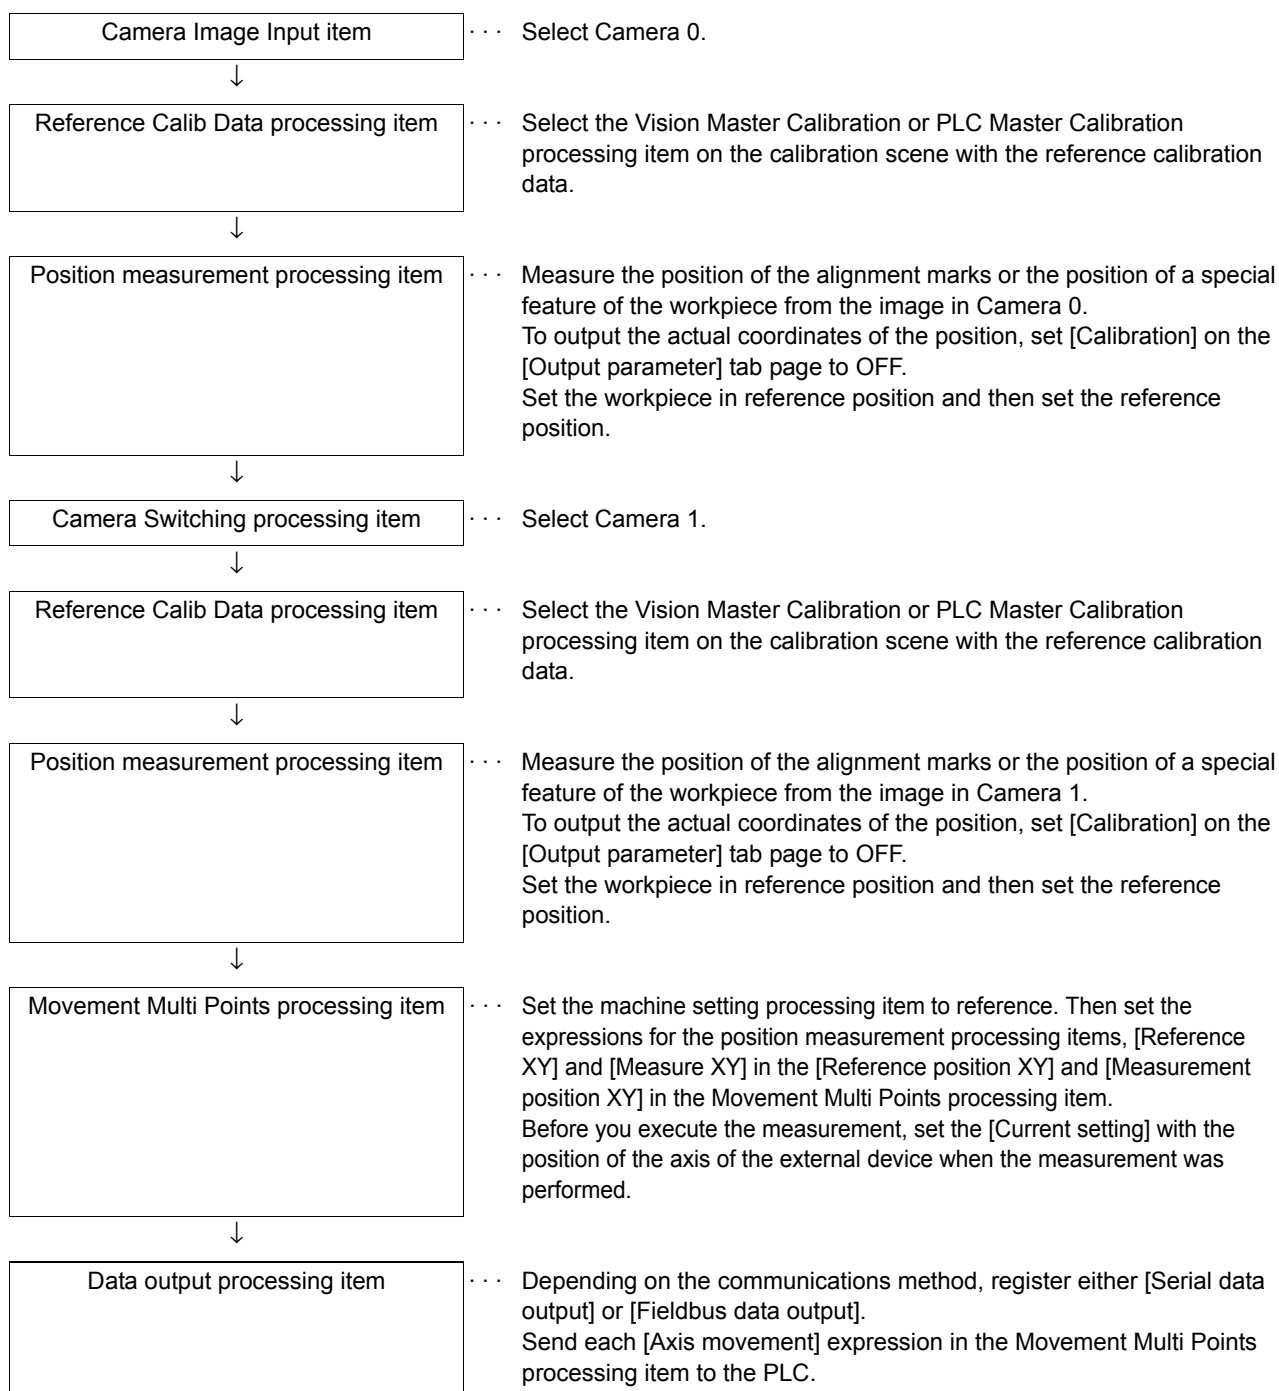 Camera Image Input item · · · Select Camera 0.
↓
Reference Calib Data processing item · · · Select the Vision Master Calibration or PLC Master Calibration
processing item on the calibration scene with the reference calibration
data.
↓
Position measurement processing item · · · Measure the position of the alignment marks or the position of a special
feature of the workpiece from the image in Camera 0.
To output the actual coordinates of the position, set [Calibration] on the
[Output parameter] tab page to OFF.
Set the workpiece in reference position and then set the reference
position.
↓
Camera Switching processing item · · · Select Camera 1.
↓
Reference Calib Data processing item · · · Select the Vision Master Calibration or PLC Master Calibration
processing item on the calibration scene with the reference calibration
data.
↓
Position measurement processing item · · · Measure the position of the alignment marks or the position of a special
feature of the workpiece from the image in Camera 1.
To output the actual coordinates of the position, set [Calibration] on the
[Output parameter] tab page to OFF.
Set the workpiece in reference position and then set the reference
position.
↓
Movement Multi Points processing item · · · Set the machine setting processing item to reference. Then set the
expressions for the position measurement processing items, [Reference
XY] and [Measure XY] in the [Reference position XY] and [Measurement
position XY] in the Movement Multi Points processing item.
Before you execute the measurement, set the [Current setting] with the
position of the axis of the external device when the measurement was
performed.
↓
Data output processing item · · · Depending on the communications method, register either [Serial data
output] or [Fieldbus data output].
Send each [Axis movement] expression in the Movement Multi Points
processing item to the PLC.